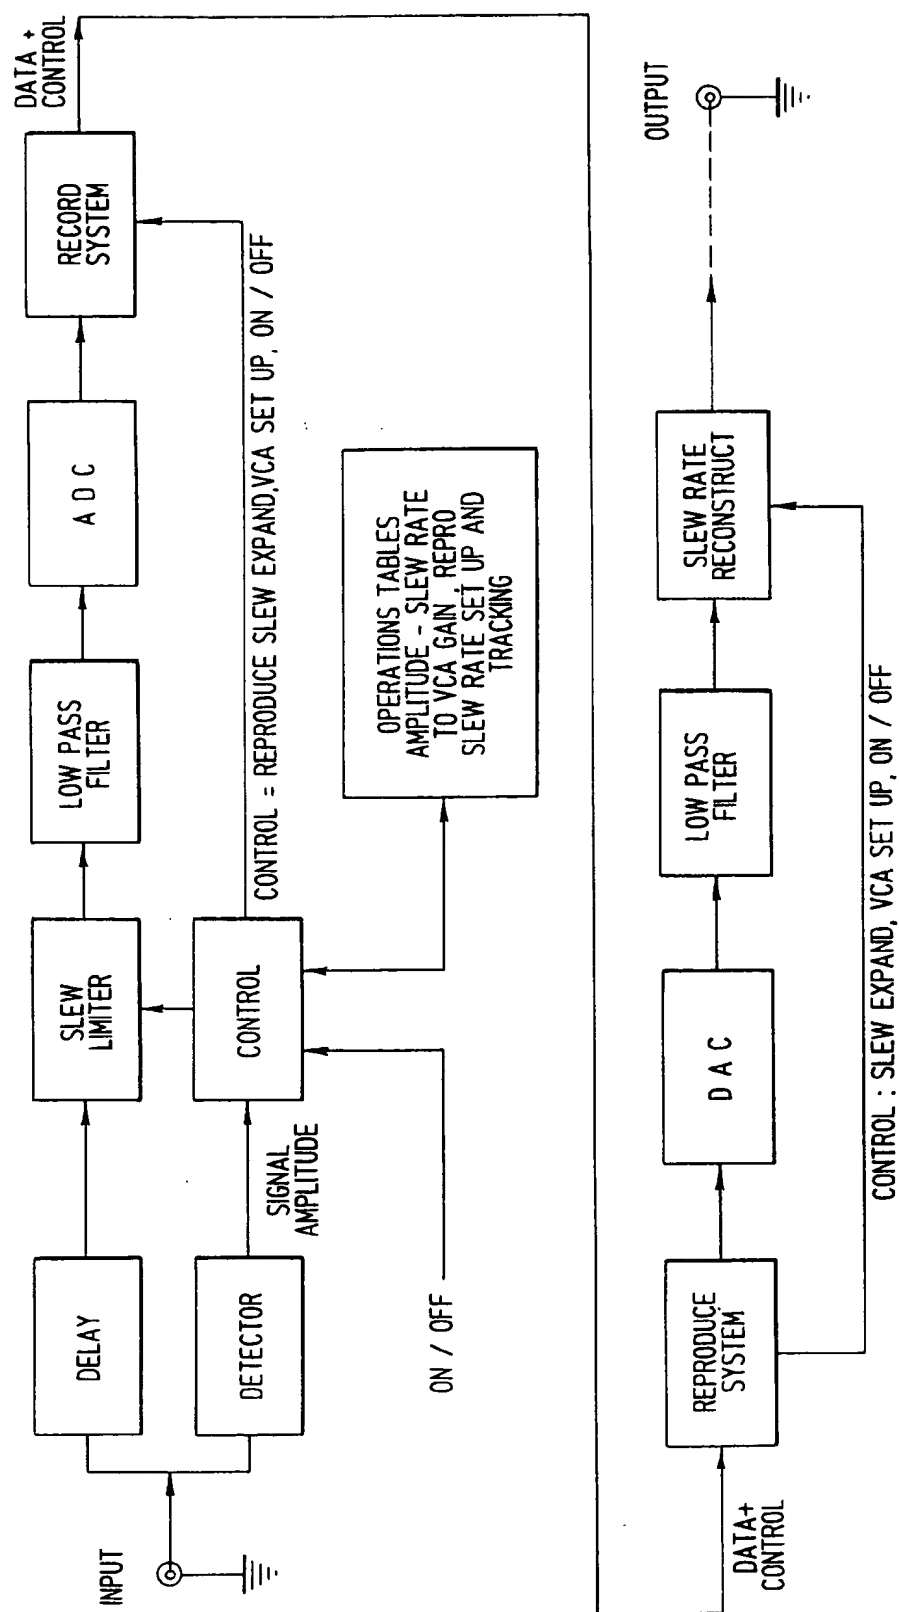 INPUT
DELAY
DETECTOR
SIGNAL
AMPLITUDE
ON / OFF
SLEW
LIMITER
CONTROL
LOW PASS
FILTER
A D C
RECORD
SYSTEM
DATA +
CONTROL
CONTROL = REPRODUCE SLEW EXPAND, VCA SET UP, ON / OFF
OPERATIONS TABLES
AMPLITUDE - SLEW RATE
TO VCA GAIN, REPRO
SLEW RATE SET UP AND
TRACKING
DATA+
CONTROL
REPRODUCE
SYSTEM
D A C
LOW PASS
FILTER
SLEW RATE
RECONSTRUCT
OUTPUT
CONTROL : SLEW EXPAND, VCA SET UP, ON / OFF